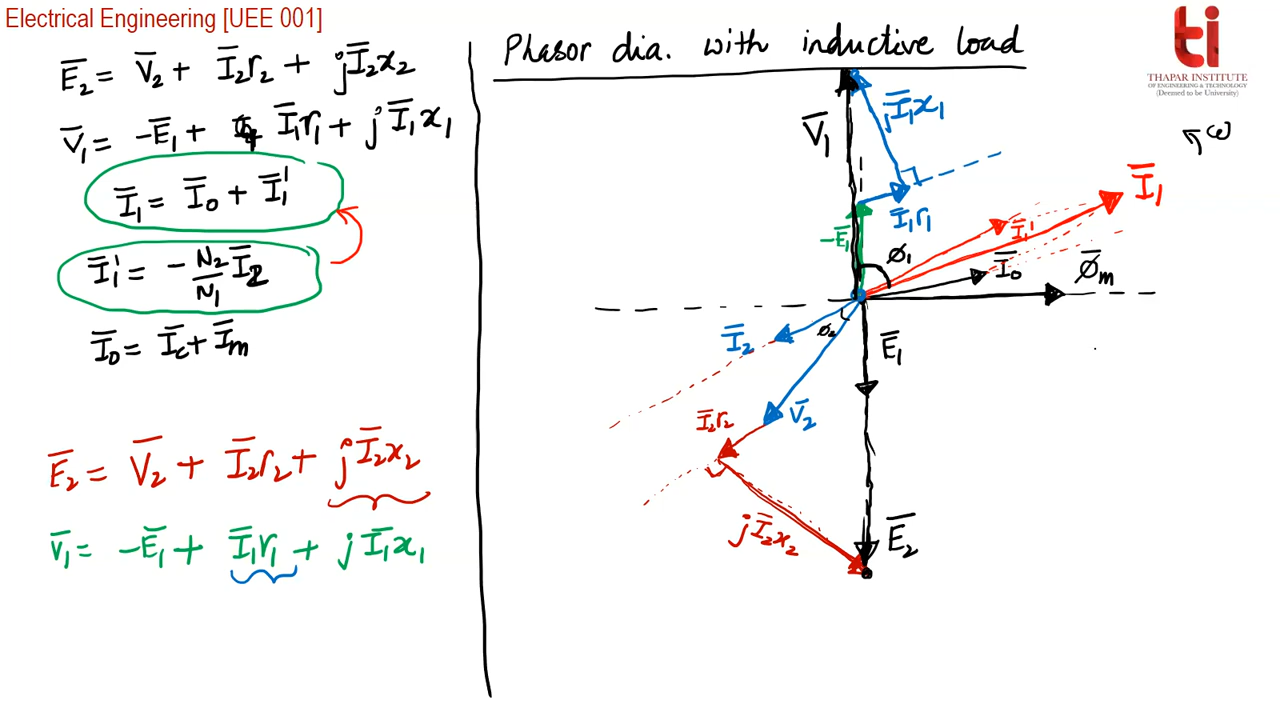 Electrical Engineering [UEE 001]
E̅₂ = V̅₂ + I̅₂r₂ + jI̅₂x₂
V̅₁ = -E̅₁ + I̅₁r₁ + jI̅₁x₁
I̅₁ = I̅₀ + I̅₁'
I̅₁' = -N₂/N₁ I̅₂
I̅₀ = I̅c + I̅m
E̅₂ = V̅₂ + I̅₂r₂ + jI̅₂x₂
V̅₁ = -E̅₁ + I̅₁r₁ + jI̅₁x₁
Phasor dia. with inductive load
ti
THAPAR INSTITUTE
OF ENGINEERING & TECHNOLOGY
(Deemed to be University)
ω
V̅₁
jI̅₁x₁
I̅₁
I̅₁r₁
-E̅₁
I̅₁'
ϕ₁
I̅₀
ϕ̅m
ϕ₂
I̅₂
E̅₁
V̅₂
I̅₂r₂
jI̅₂x₂
E̅₂